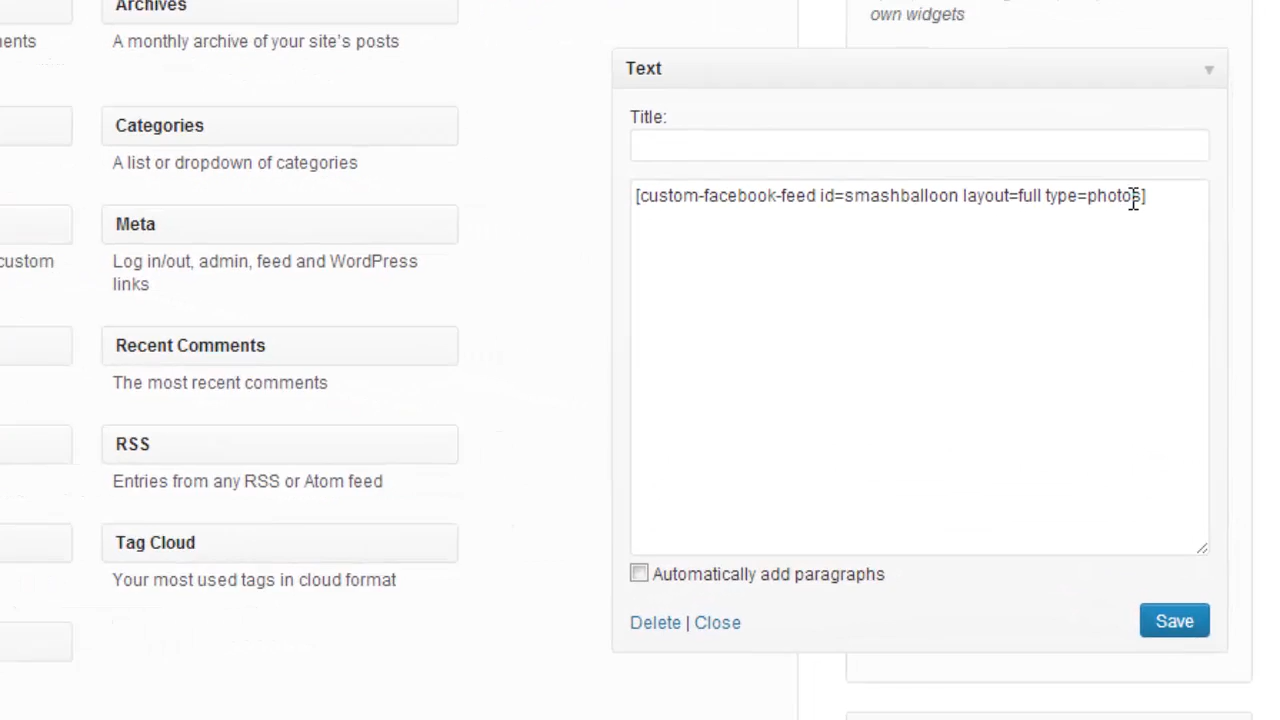 Archives
ments
A monthly archive of your site's posts
Categories
A list or dropdown of categories
Meta
custom
Log in/out, admin, feed and WordPress
links
Recent Comments
The most recent comments
RSS
Entries from any RSS or Atom feed
Tag Cloud
Your most used tags in cloud format
own widgets
Text
Title:
[custom-facebook-feed id=smashballoon layout=full type=photos]
Automatically add paragraphs
Delete | Close
Save